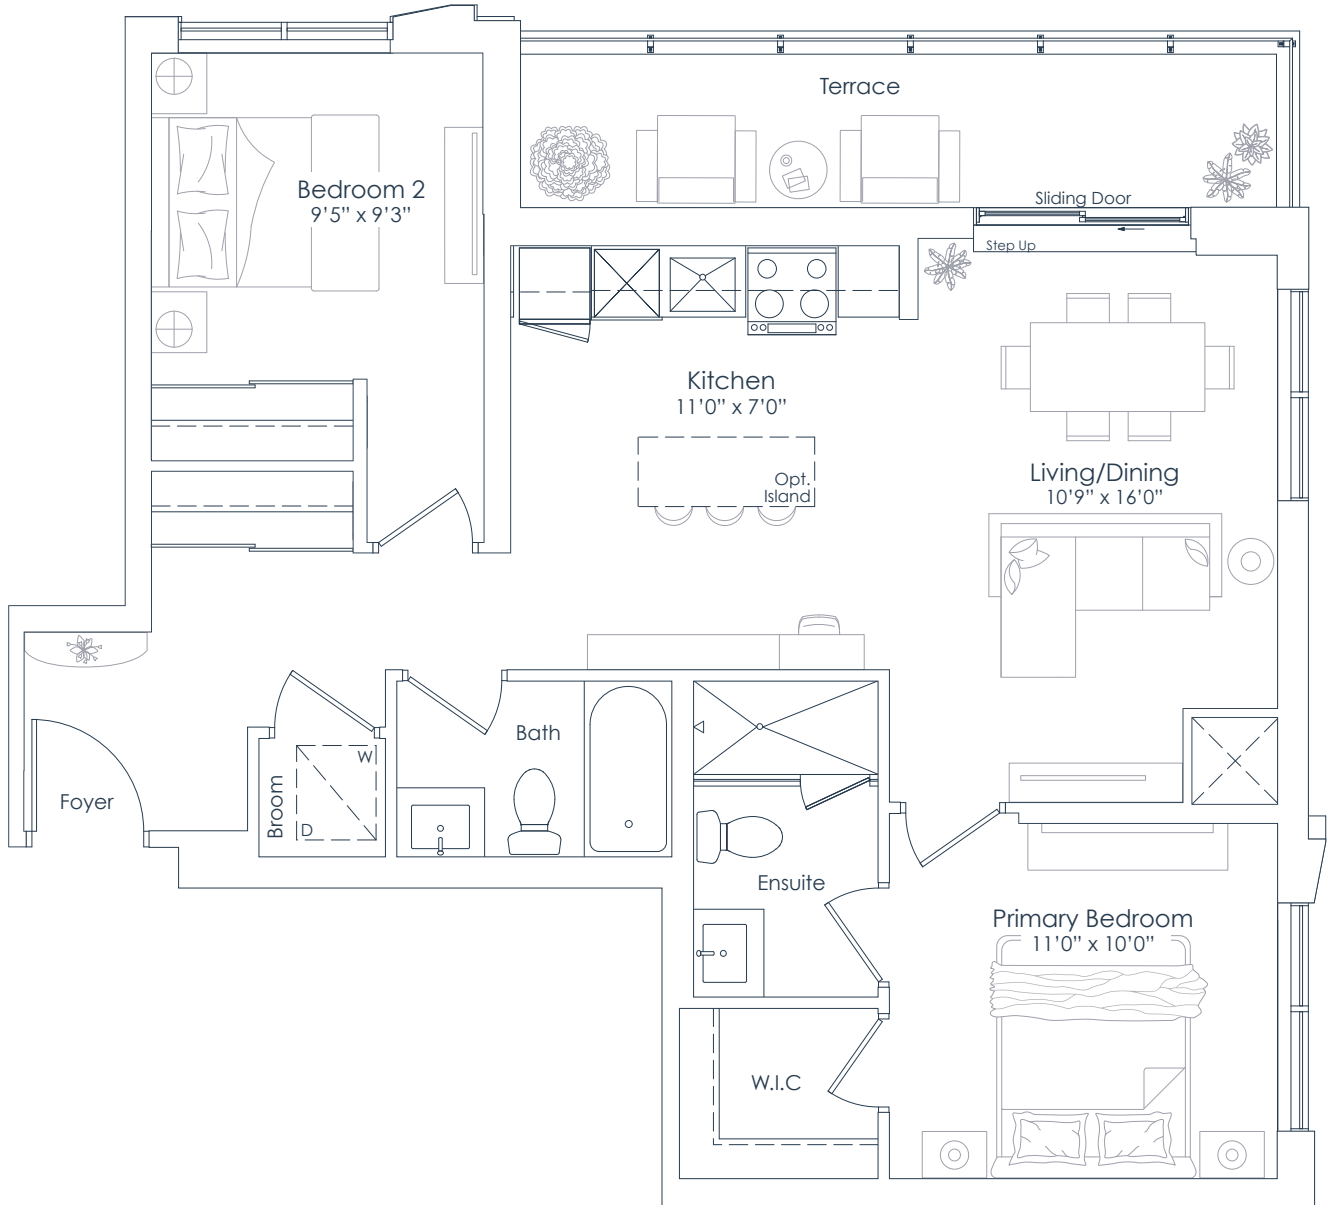 Terrace
Bedroom 2
9’5” x 9’3”
Sliding Door
Step Up
Kitchen
11’0” x 7’0”
Opt.
Island
Living/Dining
10’9” x 16’0”
Bath
W
Broom
D
Foyer
Ensuite
Primary Bedroom
11’0” x 10’0”
W.I.C